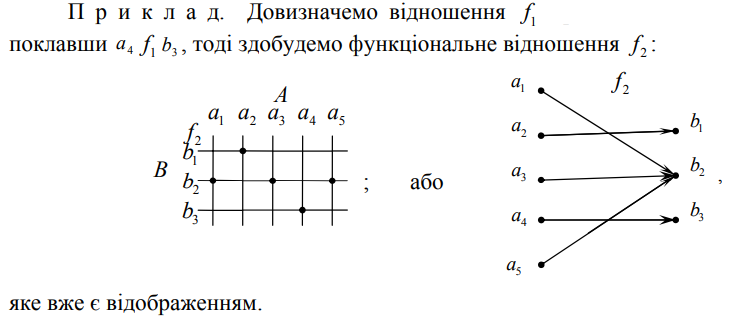 П р и к л а д. Довизначемо відношення f₁
поклавши a₄ f₁ b₃, тоді здобудемо функціональне відношення f₂:
A
a₁ a₂ a₃ a₄ a₅
f₂
b₁
B b₂
b₃
; або
f₂
a₁
a₂ b₁
a₃ b₂ ,
a₄ b₃
a₅
яке вже є відображенням.